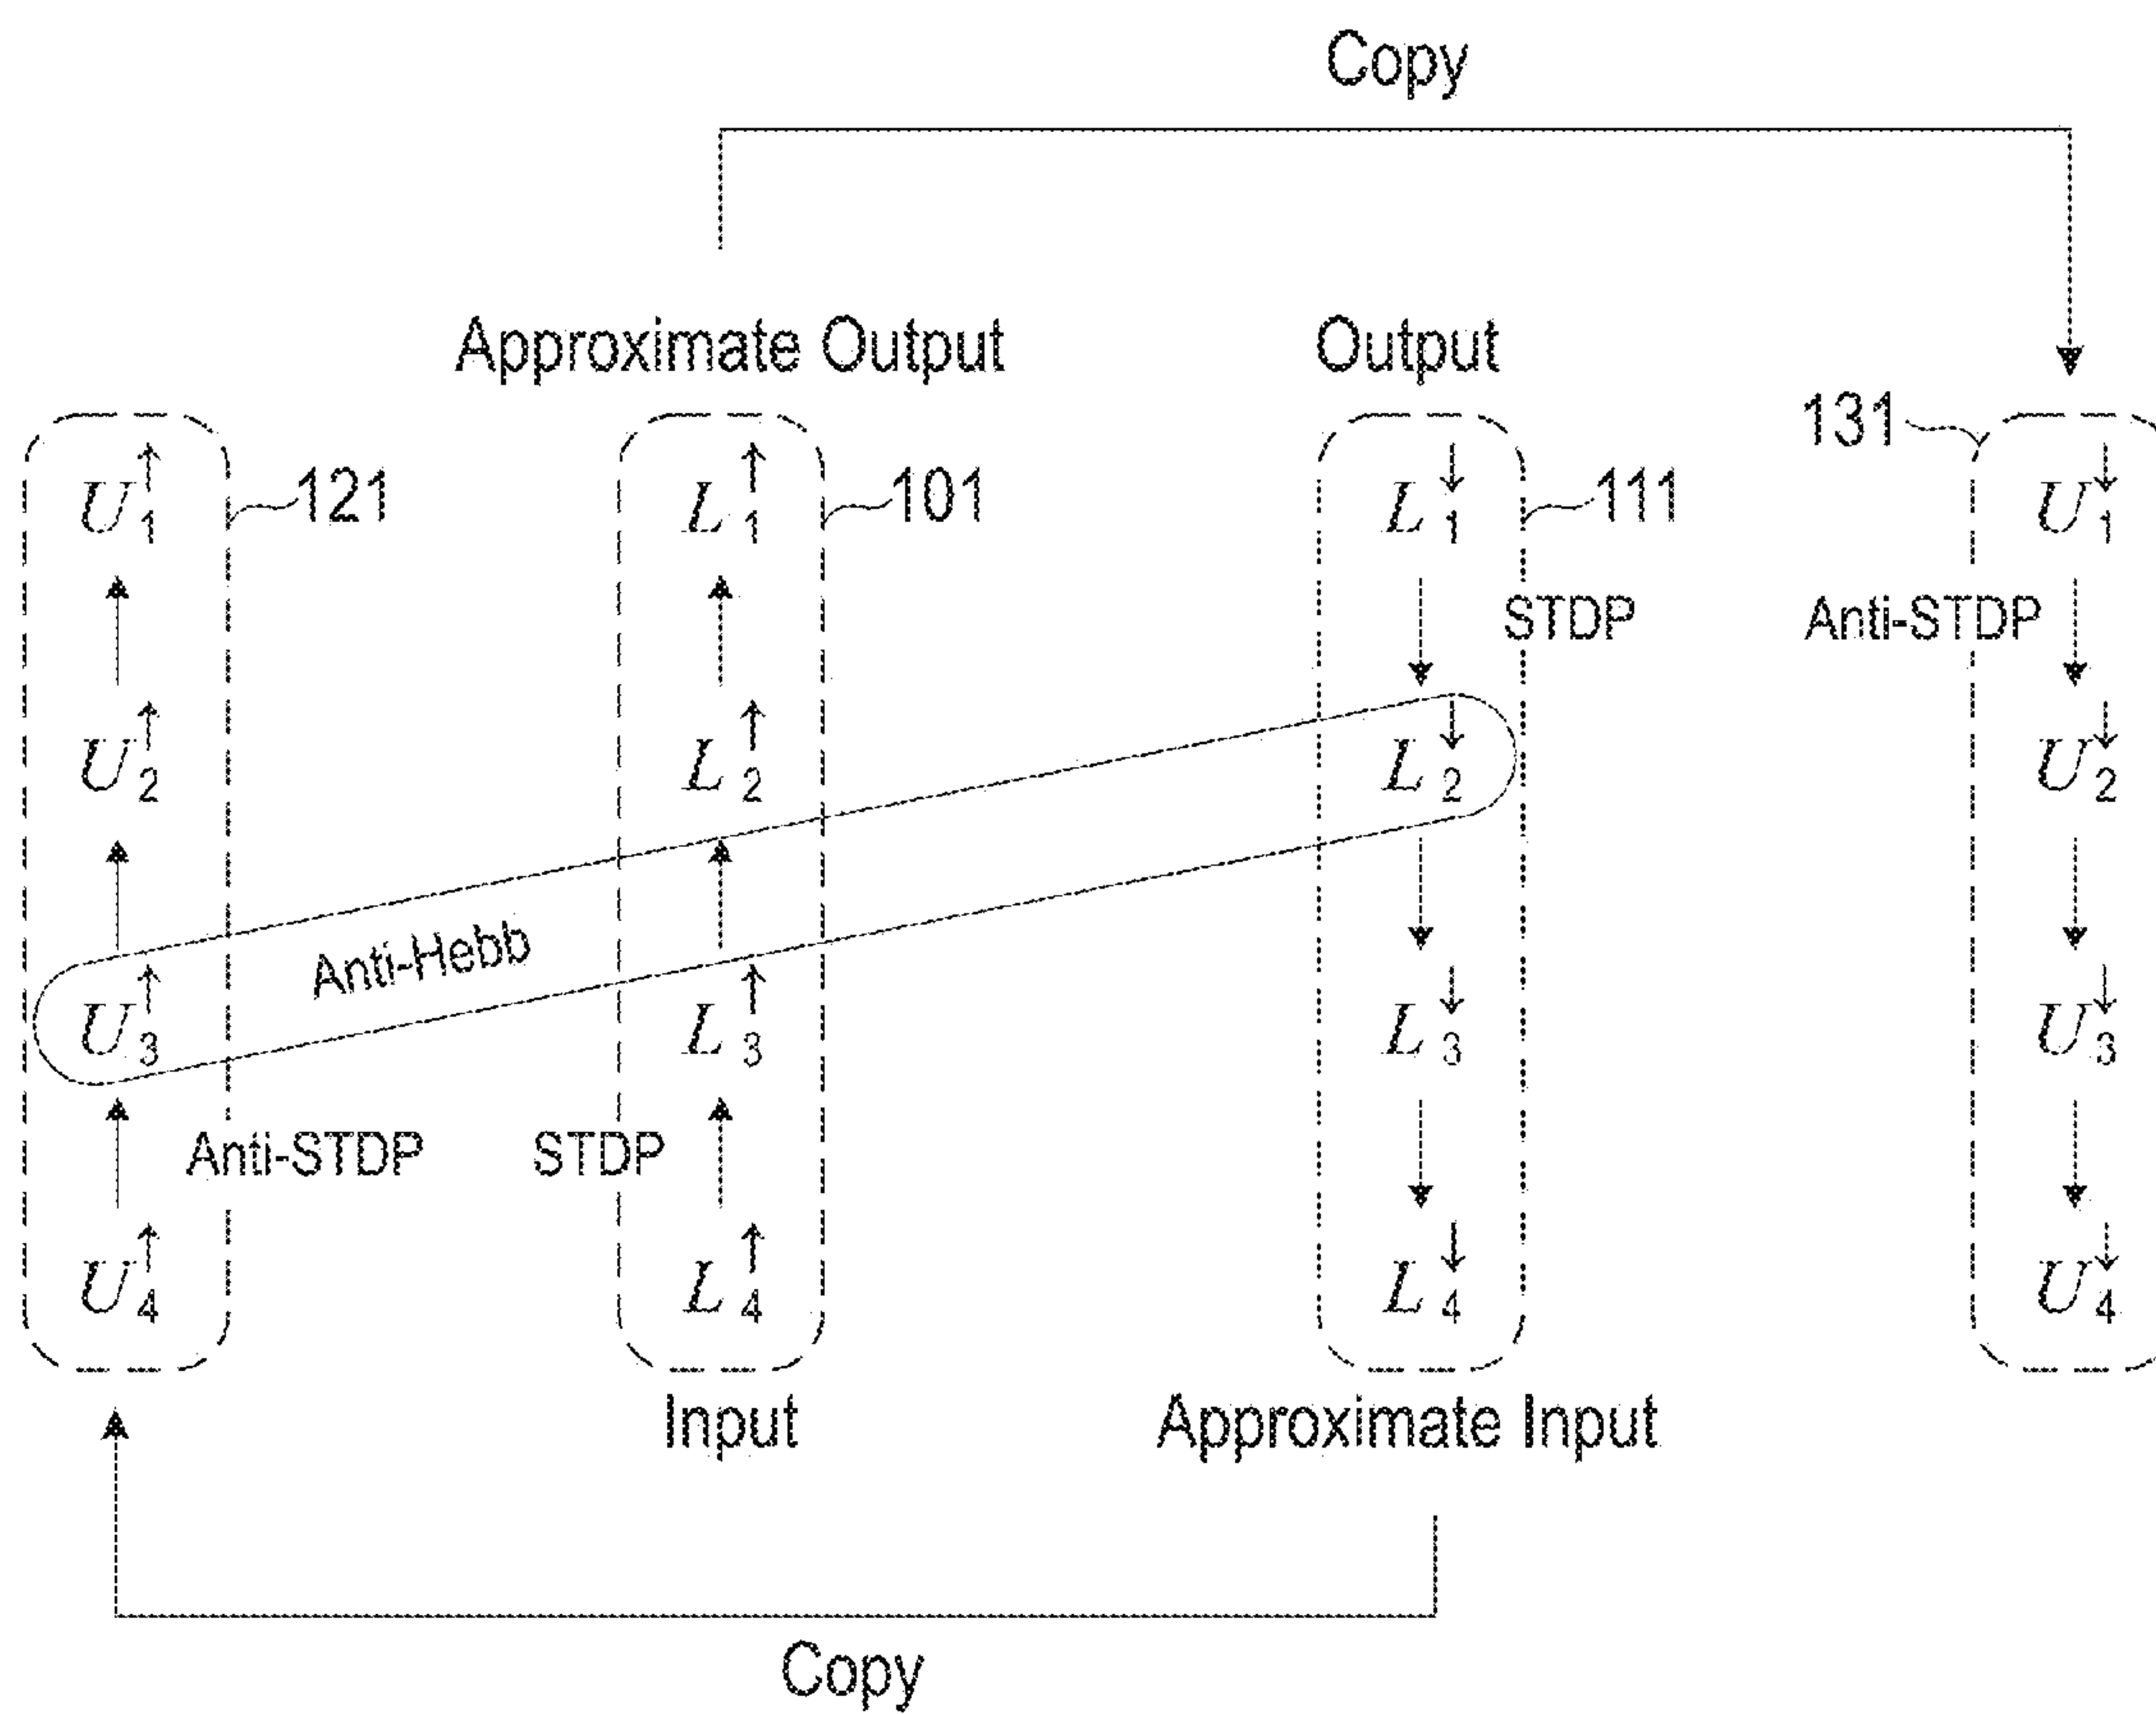 Copy
Approximate Output
Output
131
U↑1
121
L↑1
101
L↓1
111
U↓1
STDP
Anti-STDP
U↑2
L↑2
L↓2
U↓2
Anti-Hebb
U↑3
L↑3
L↓3
U↓3
Anti-STDP
STDP
U↑4
L↑4
L↓4
U↓4
Input
Approximate Input
Copy